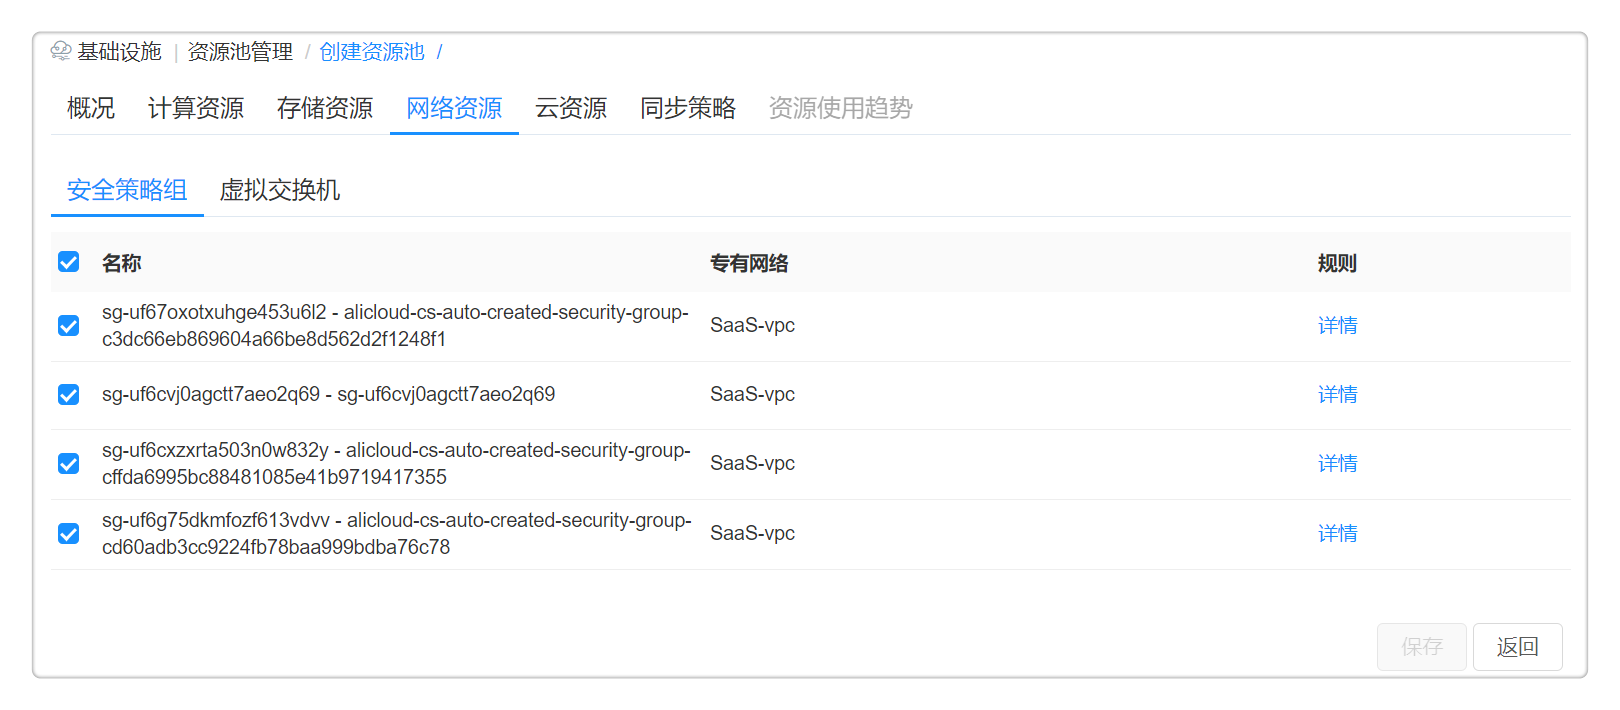 基础设施 | 资源池管理 / 创建资源池 /
概况 计算资源 存储资源 网络资源 云资源 同步策略 资源使用趋势
安全策略组 虚拟交换机
名称 专有网络 规则
sg-uf67oxotxuhge453u6l2 - alicloud-cs-auto-created-security-group-
c3dc66eb869604a66be8d562d2f1248f1
SaaS-vpc 详情
sg-uf6cvj0agctt7aeo2q69 - sg-uf6cvj0agctt7aeo2q69 SaaS-vpc 详情
sg-uf6cxzxrta503n0w832y - alicloud-cs-auto-created-security-group-
cffda6995bc88481085e41b9719417355
SaaS-vpc 详情
sg-uf6g75dkmfozf613vdvv - alicloud-cs-auto-created-security-group-
cd60adb3cc9224fb78baa999bdba76c78
SaaS-vpc 详情
保存 返回